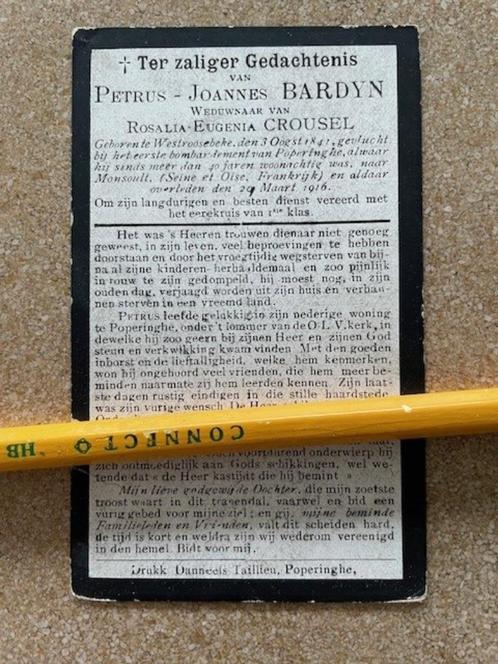 † Ter zaliger Gedachtenis
VAN
PETRUS - JOANNES BARDYN
WEDUWNAAR VAN
ROSALIA-EUGENIA CROUSEL
Geboren te Westroosebeke, den 3 Oogst 1841, gevlucht
bij het eerste bombardement van Poperinghe, alwaar
hij sinds meer dan 40 jaren woonachtig was, naar
Monsoult, (Seine et Oise, Frankrijk) en aldaar
overleden den 29 Maart 1916.
Om zijn langdurigen en besten dienst vereerd met
het eerekruis van 1ste klas.
Het was 's Heeren trouwen dienaar niet genoeg
geweest, in zijn leven, veel beproevingen te hebben
doorstaan en door het vroegtijdig wegsterven van bij-
na al zijne kinderen herhaaldemaal en zoo pijnlijk
in rouw te zijn gedompeld, hij moest nog, in zijn
ouden dag, verjaagd worden uit zijn huis en verban-
nen sterven in een vreemd land.
PETRUS leefde gelukkig in zijn nederige woning
te Poperinghe, onder 't lommer van de O. L. V. kerk, in
dewelke hij zoo geern bij zijnen Heer en zijnen God
steun en verkwikking kwam vinden. Met den goeden
inborst en de lieftalligheid, welke hem kenmerken,
won hij ongehoord veel vrienden, die hem meer be-
minden naarmate zij hem leerden kennen. Zijn laat-
ste dagen rustig eindigen in die stille haardstede
was zijn vurige wensch. De Heer
CONNECT HB
zich ootmoediglijk aan Gods schikkingen, wel we-
tende dat « de Heer kastijdt die hij bemint »
Mijn lieve godgewijde Dochter, die mijn zoetste
troost waart in dit tranendal, vaarwel en bid een
vurig gebed voor mijne ziel; en gij, mijne beminde
Familieleden en Vrinden, valt dit scheiden hard,
de tijd is kort en weldra zijn wij wederom vereenigd
in den hemel. Bidt voor mij.
Drukk Danneels Taillieu, Poperinghe,